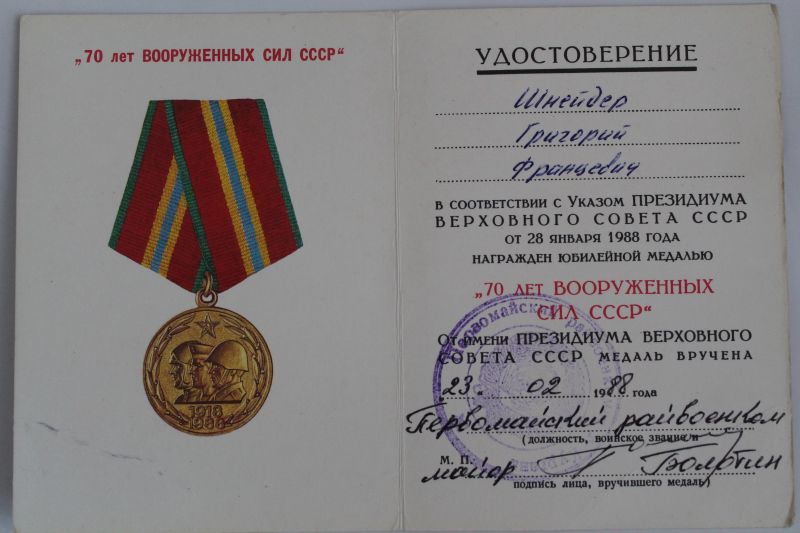 „70 лет ВООРУЖЕННЫХ СИЛ СССР“
1918
1988
УДОСТОВЕРЕНИЕ
Шнейдер
Григорий
Францевич
В СООТВЕТСТВИИ С УКАЗОМ ПРЕЗИДИУМА
ВЕРХОВНОГО СОВЕТА СССР
ОТ 28 ЯНВАРЯ 1988 ГОДА
НАГРАЖДЕН ЮБИЛЕЙНОЙ МЕДАЛЬЮ
„70 ЛЕТ ВООРУЖЕННЫХ
СИЛ СССР“
ОТ ИМЕНИ ПРЕЗИДИУМА ВЕРХОВНОГО
СОВЕТА СССР МЕДАЛЬ ВРУЧЕНА
„23“ 02 1988 года
Первомайский райвоенком
(должность, воинское звание и
М. П.
майор Болотин
подпись лица, вручившего медаль)